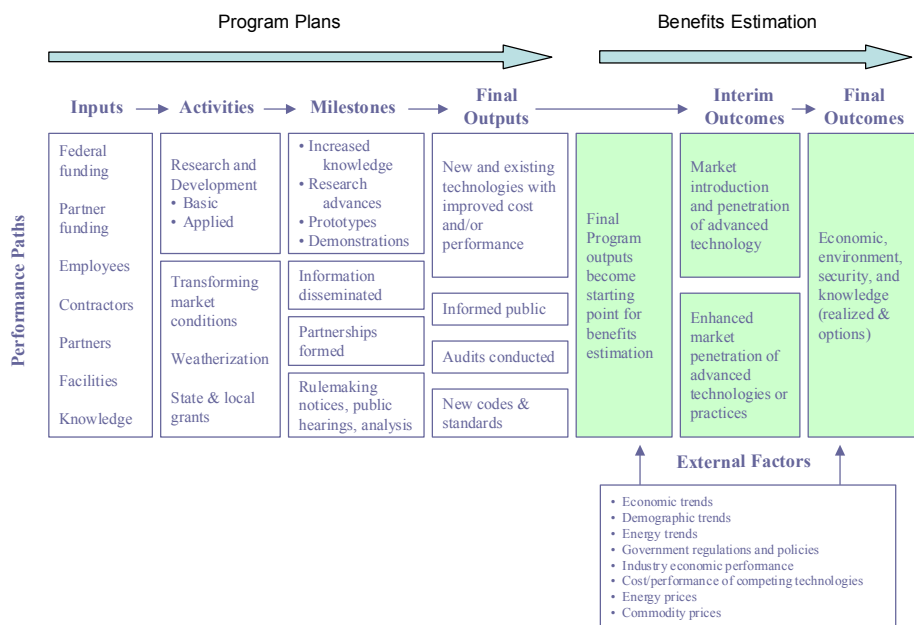 Program Plans
Benefits Estimation
Performance Paths
Inputs
Activities
Milestones
Final
Outputs
Interim
Outcomes
Final
Outcomes
Federal
funding
Partner
funding
Employees
Contractors
Partners
Facilities
Knowledge
Research and
Development
• Basic
• Applied
Transforming
market
conditions
Weatherization
State & local
grants
• Increased
knowledge
• Research
advances
• Prototypes
• Demonstrations
Information
disseminated
Partnerships
formed
Rulemaking
notices, public
hearings, analysis
New and existing
technologies with
improved cost
and/or
performance
Informed public
Audits conducted
New codes &
standards
Final
Program
outputs
become
starting
point for
benefits
estimation
Market
introduction
and penetration
of advanced
technology
Enhanced
market
penetration of
advanced
technologies or
practices
Economic,
environment,
security, and
knowledge
(realized &
options)
External Factors
• Economic trends
• Demographic trends
• Energy trends
• Government regulations and policies
• Industry economic performance
• Cost/performance of competing technologies
• Energy prices
• Commodity prices